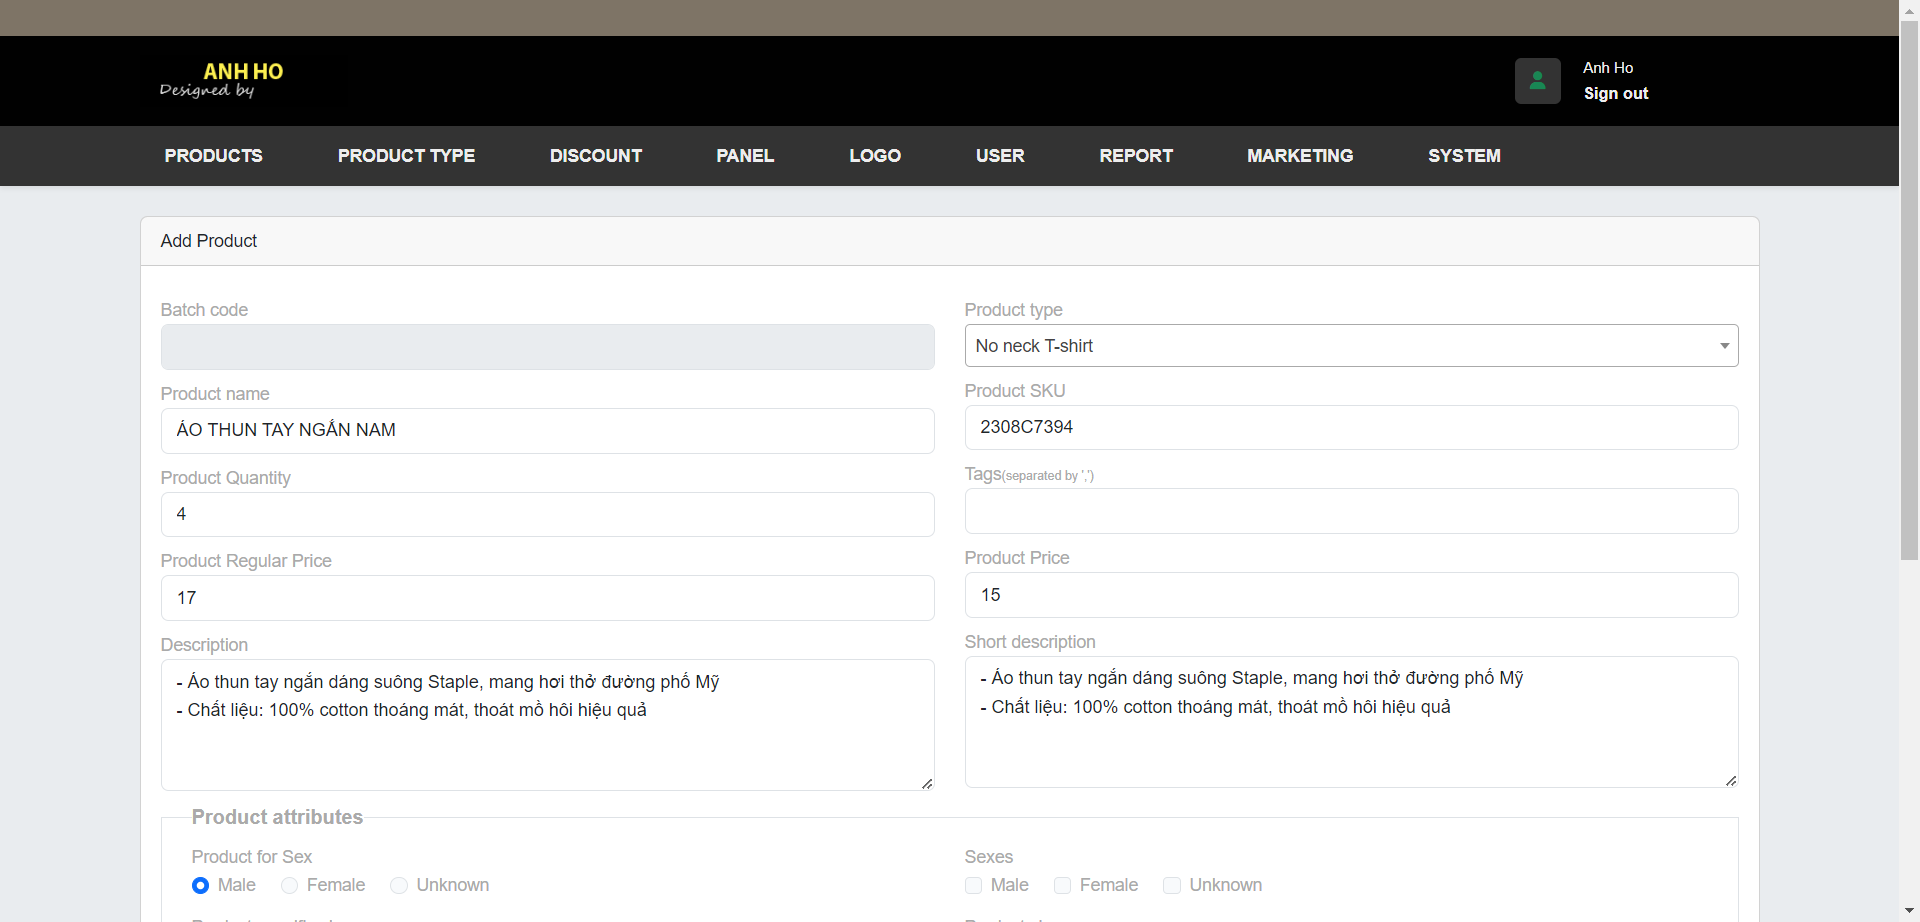 ANH HO
Designed by
Anh Ho
Sign out
PRODUCTS PRODUCT TYPE DISCOUNT PANEL LOGO USER REPORT MARKETING SYSTEM
Add Product
Batch code
Product type
No neck T-shirt
Product name
ÁO THUN TAY NGẮN NAM
Product SKU
2308C7394
Product Quantity
4
Tags(separated by ',')
Product Regular Price
17
Product Price
15
Description
- Áo thun tay ngắn dáng suông Staple, mang hơi thở đường phố Mỹ
- Chất liệu: 100% cotton thoáng mát, thoát mồ hôi hiệu quả
Short description
- Áo thun tay ngắn dáng suông Staple, mang hơi thở đường phố Mỹ
- Chất liệu: 100% cotton thoáng mát, thoát mồ hôi hiệu quả
Product attributes
Product for Sex
Male Female Unknown
Sexes
Male Female Unknown